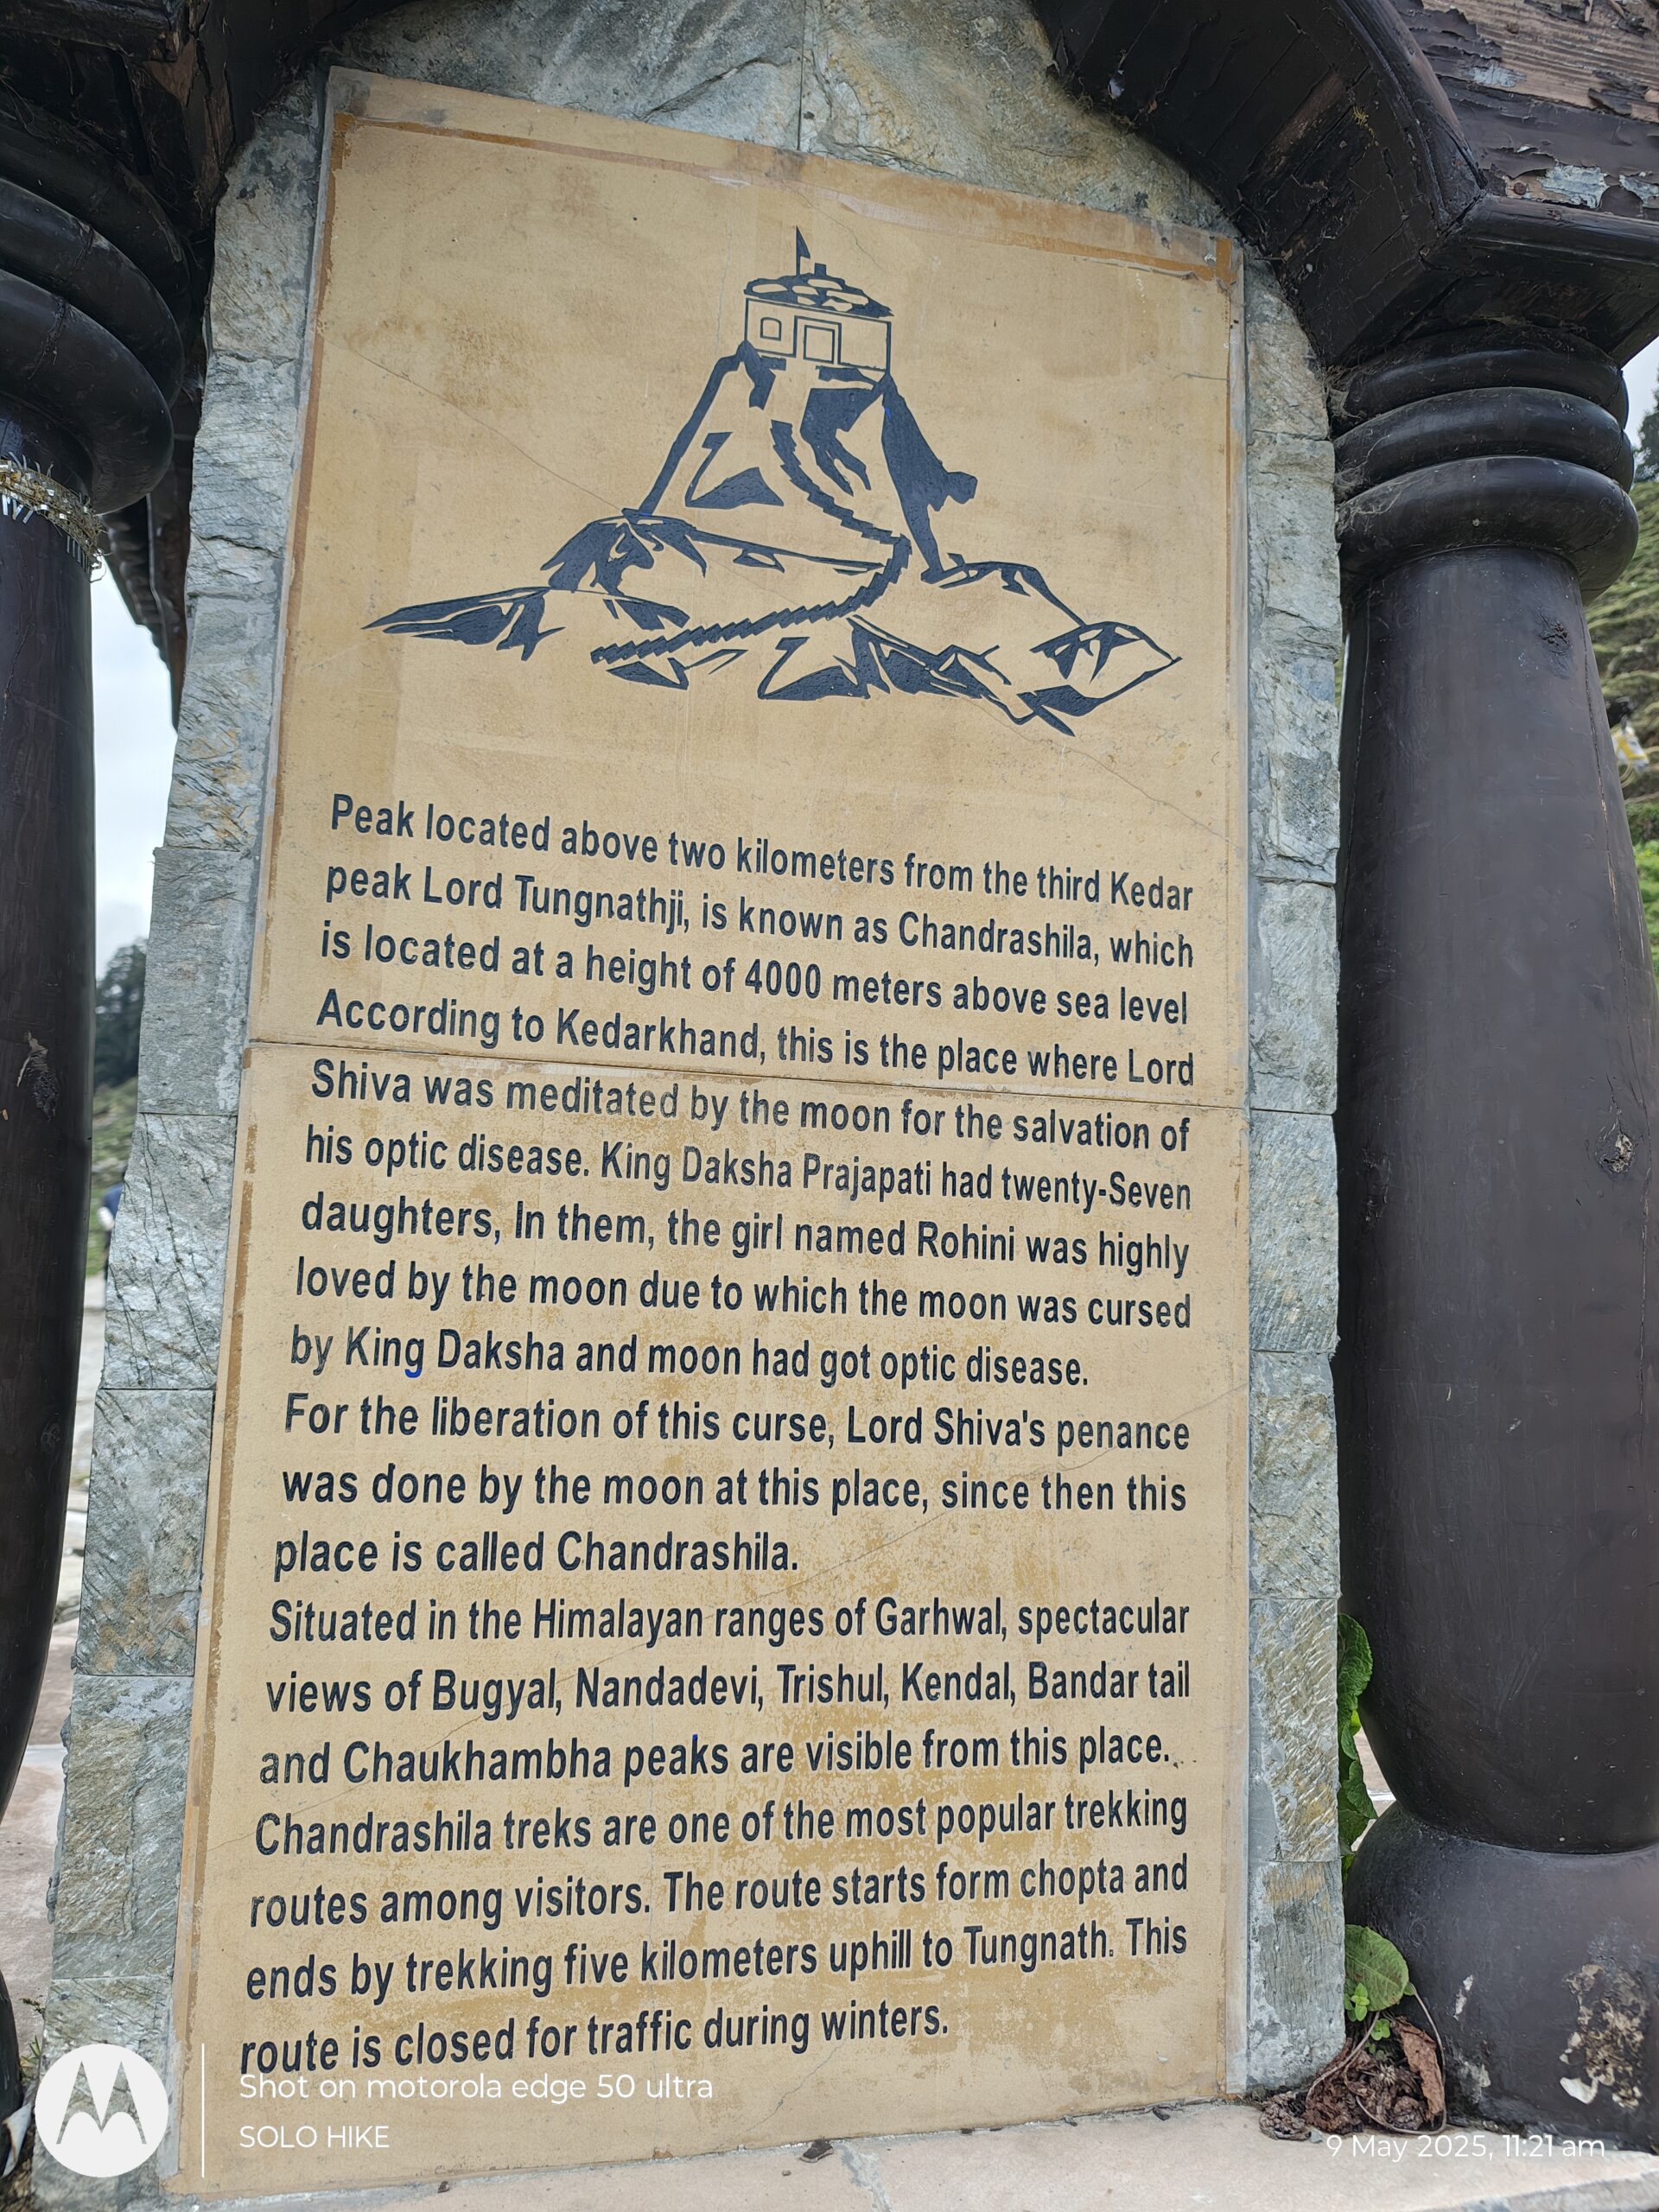 Peak located above two kilometers from the third Kedar
peak Lord Tungnathji, is known as Chandrashila, which
is located at a height of 4000 meters above sea level
According to Kedarkhand, this is the place where Lord
Shiva was meditated by the moon for the salvation of
his optic disease. King Daksha Prajapati had twenty-Seven
daughters, In them, the girl named Rohini was highly
loved by the moon due to which the moon was cursed
by King Daksha and moon had got optic disease.
For the liberation of this curse, Lord Shiva's penance
was done by the moon at this place, since then this
place is called Chandrashila.
Situated in the Himalayan ranges of Garhwal, spectacular
views of Bugyal, Nandadevi, Trishul, Kendal, Bandar tail
and Chaukhambha peaks are visible from this place.
Chandrashila treks are one of the most popular trekking
routes among visitors. The route starts form chopta and
ends by trekking five kilometers uphill to Tungnath. This
route is closed for traffic during winters.
Shot on motorola edge 50 ultra
SOLO HIKE
9 May 2025, 11:21 am